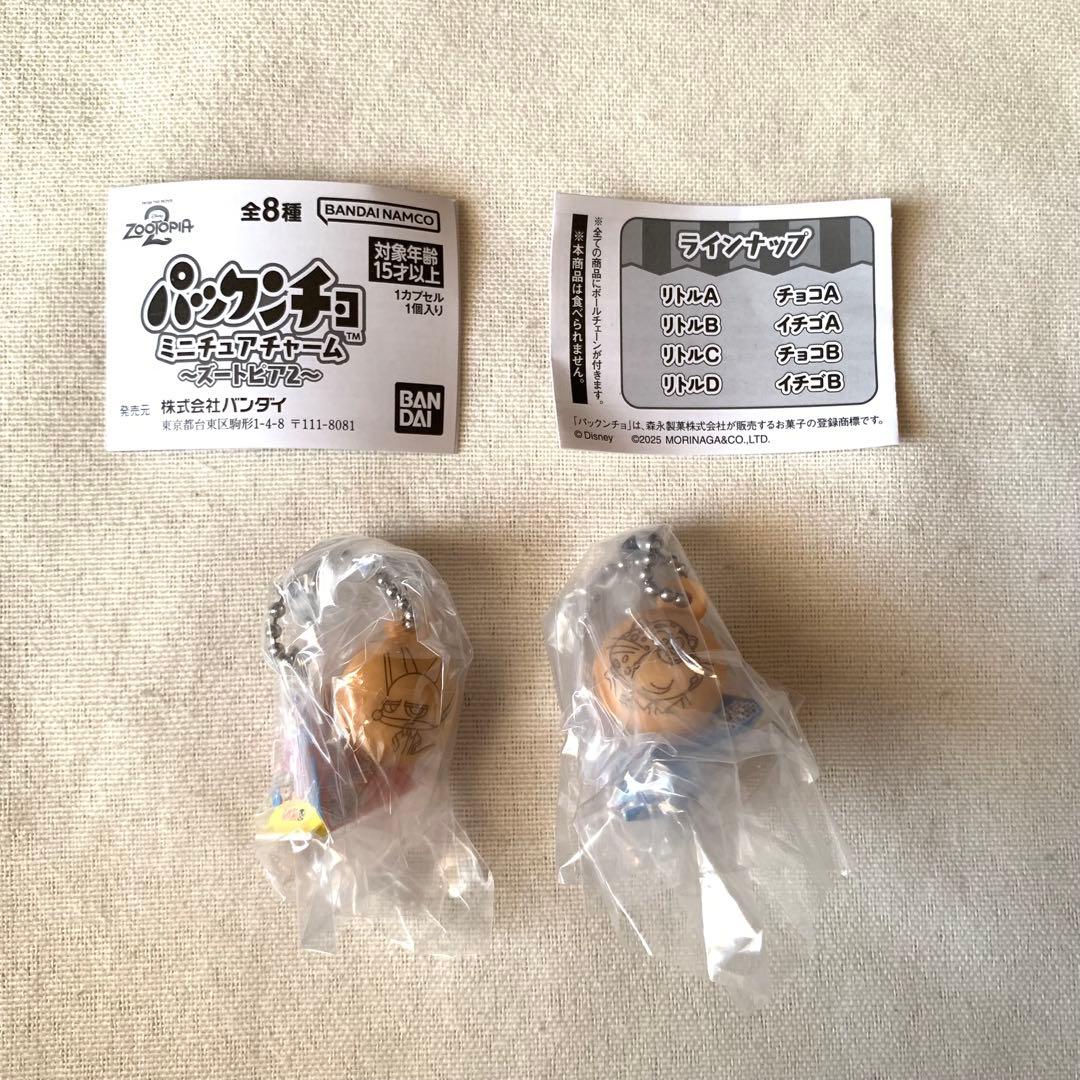 FROM THE MOVIE
Disney
ZOOTOPIA
2
全8種
BANDAI NAMCO
対象年齢
15才以上
1カプセル
1個入り
パックンチョ™
ミニチュアチャーム
～ズートピア2～
発売元 株式会社バンダイ
東京都台東区駒形1-4-8 〒111-8081
BAN
DAI
※全ての商品にボールチェーンが付きます。
※本商品は食べられません。
ラインナップ
リトルA チョコA
リトルB イチゴA
リトルC チョコB
リトルD イチゴB
「パックンチョ」は、森永製菓株式会社が販売するお菓子の登録商標です。
©Disney ©2025 MORINAGA&CO.,LTD.